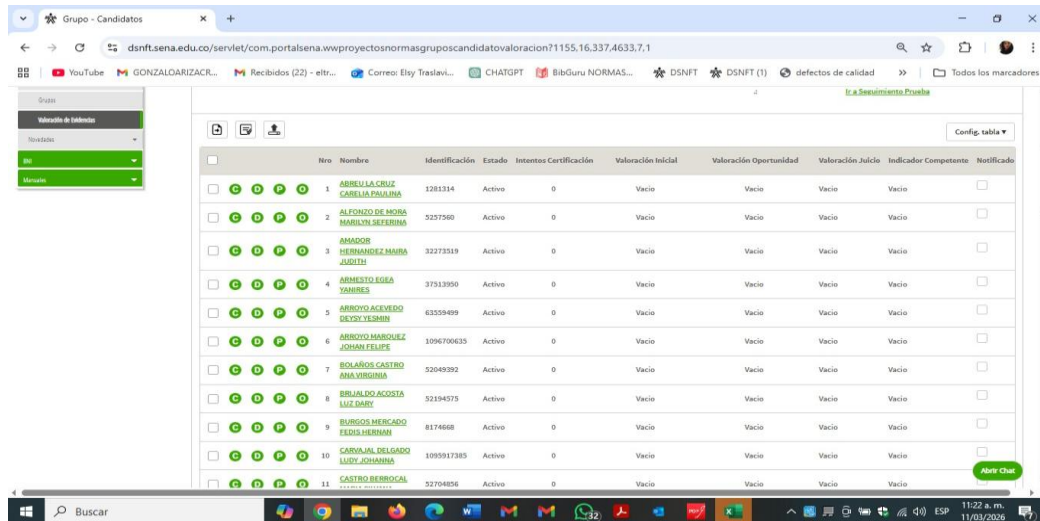 Grupo - Candidatos
dsnft.sena.edu.co/servlet/com.portalsena.wwproyectosnormasgruposcandidatovaloracion?1155,16,337,4633,7,1
YouTube GONZALOARIZACR... Recibidos (22) - eltr... Correo: Elsy Traslavi... CHATGPT BibGuru NORMAS... DSNFT DSNFT (1) defectos de calidad » Todos los marcadores
Grupos
Ir a Seguimiento Prueba
Valoración de Evidencias
Novedades
Config. tabla ▾
BNI
Manuales
Nro Nombre Identificación Estado Intentos Certificación Valoración Inicial Valoración Oportunidad Valoración Juicio Indicador Competente Notificado
C D P O 1 ABREU LA CRUZ CARELIA PAULINA 1281314 Activo 0 Vacio Vacio Vacio Vacio
C D P O 2 ALFONZO DE MORA MARILYN SEFERINA 5257560 Activo 0 Vacio Vacio Vacio Vacio
C D P O 3 AMADOR HERNANDEZ MAIRA JUDITH 32273519 Activo 0 Vacio Vacio Vacio Vacio
C D P O 4 ARMESTO EGEA YANIRES 37513950 Activo 0 Vacio Vacio Vacio Vacio
C D P O 5 ARROYO ACEVEDO DEYSY YESMIN 63559499 Activo 0 Vacio Vacio Vacio Vacio
C D P O 6 ARROYO MARQUEZ JOHAN FELIPE 1096700635 Activo 0 Vacio Vacio Vacio Vacio
C D P O 7 BOLAÑOS CASTRO ANA VIRGINIA 52049392 Activo 0 Vacio Vacio Vacio Vacio
C D P O 8 BRIJALDO ACOSTA LUZ DARY 52194575 Activo 0 Vacio Vacio Vacio Vacio
C D P O 9 BURGOS MERCADO FEDIS HERNAN 8174668 Activo 0 Vacio Vacio Vacio Vacio
C D P O 10 CARVAJAL DELGADO LUDY JOHANNA 1095917385 Activo 0 Vacio Vacio Vacio Vacio
C D P O 11 CASTRO BERROCAL 52704856 Activo 0 Vacio Vacio Vacio Vacio
Abrir Chat
Buscar
32
ESP
11:22 a. m.
11/03/2026